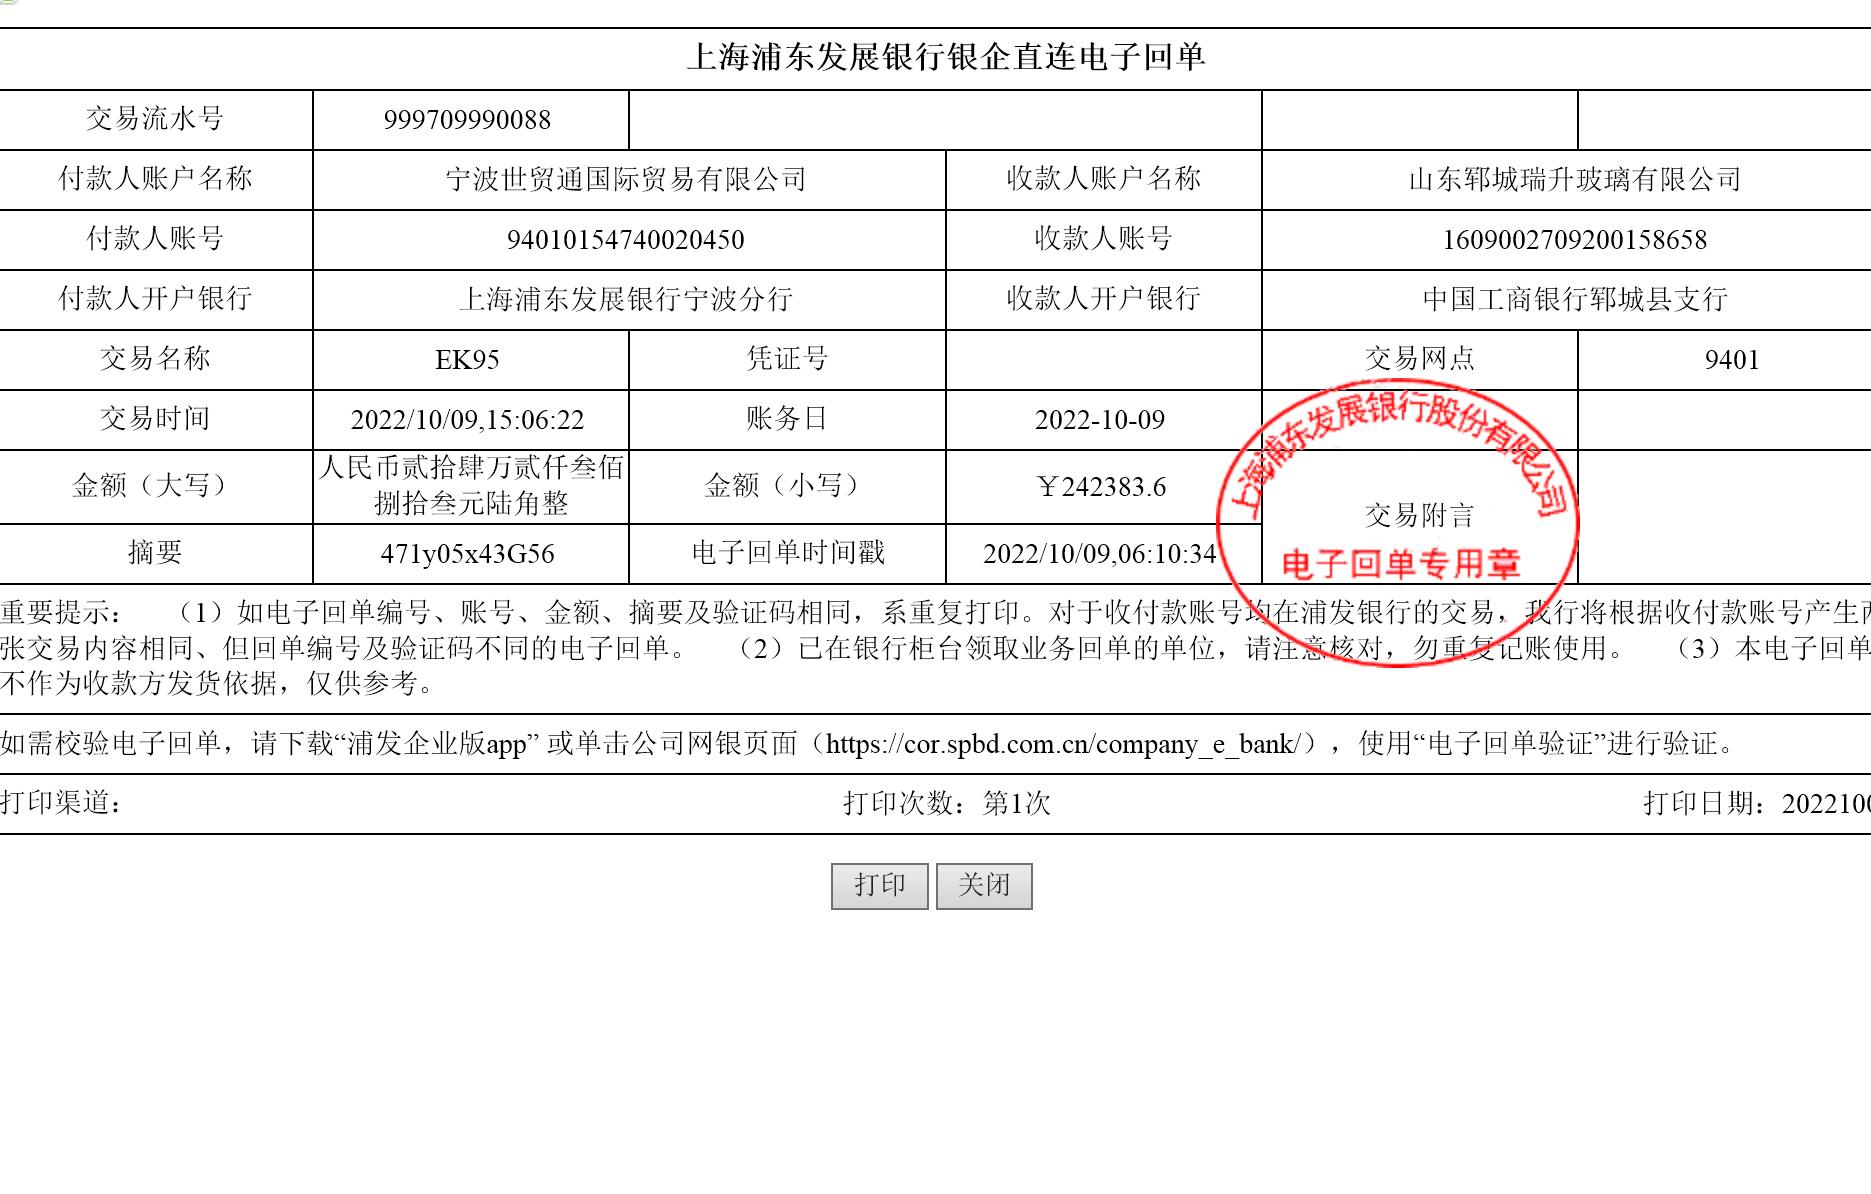 上海浦东发展银行银企直连电子回单
交易流水号 999709990088
付款人账户名称 宁波世贸通国际贸易有限公司 收款人账户名称 山东郓城瑞升玻璃有限公司
付款人账号 94010154740020450 收款人账号 1609002709200158658
付款人开户银行 上海浦东发展银行宁波分行 收款人开户银行 中国工商银行郓城县支行
交易名称 EK95 凭证号 交易网点 9401
交易时间 2022/10/09,15:06:22 账务日 2022-10-09
金额（大写） 人民币贰拾肆万贰仟叁佰
捌拾叁元陆角整 金额（小写） ￥242383.6
摘要 471y05x43G56 电子回单时间戳 2022/10/09,06:10:34 交易附言
上海浦东发展银行股份有限公司
电子回单专用章
重要提示： （1）如电子回单编号、账号、金额、摘要及验证码相同，系重复打印。对于收付款账号均在浦发银行的交易，我行将根据收付款账号产生两
张交易内容相同、但回单编号及验证码不同的电子回单。 （2）已在银行柜台领取业务回单的单位，请注意核对，勿重复记账使用。 （3）本电子回单
不作为收款方发货依据，仅供参考。
如需校验电子回单，请下载“浦发企业版app” 或单击公司网银页面（https://cor.spbd.com.cn/company_e_bank/），使用“电子回单验证”进行验证。
打印渠道： 打印次数：第1次 打印日期：2022100
打印 关闭